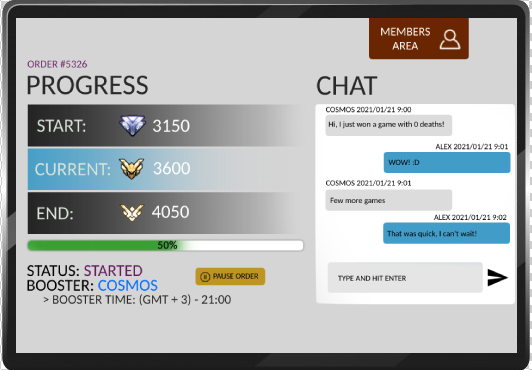 MEMBERS
AREA
ORDER #5326
PROGRESS
START: 3150
CURRENT: 3600
END: 4050
50%
STATUS: STARTED
BOOSTER: COSMOS
> BOOSTER TIME: (GMT + 3) - 21:00
PAUSE ORDER
CHAT
COSMOS 2021/01/21 9:00
Hi, I just won a game with 0 deaths!
ALEX 2021/01/21 9:01
WOW! :D
COSMOS 2021/01/21 9:01
Few more games
ALEX 2021/01/21 9:02
That was quick, I can't wait!
TYPE AND HIT ENTER